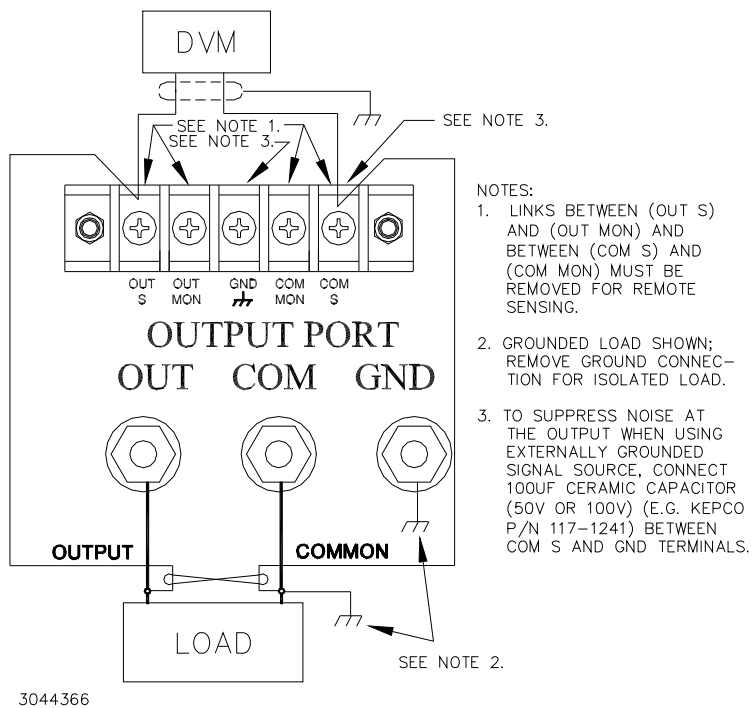 DVM
SEE NOTE 1.
SEE NOTE 3.
SEE NOTE 3.
OUT S
OUT MON
GND
COM MON
COM S
OUTPUT PORT
OUT COM GND
OUTPUT
COMMON
LOAD
SEE NOTE 2.
3044366
NOTES:
1. LINKS BETWEEN (OUT S)
AND (OUT MON) AND
BETWEEN (COM S) AND
(COM MON) MUST BE
REMOVED FOR REMOTE
SENSING.
2. GROUNDED LOAD SHOWN;
REMOVE GROUND CONNEC-
TION FOR ISOLATED LOAD.
3. TO SUPPRESS NOISE AT
THE OUTPUT WHEN USING
EXTERNALLY GROUNDED
SIGNAL SOURCE, CONNECT
100UF CERAMIC CAPACITOR
(50V OR 100V) (E.G. KEPCO
P/N 117-1241) BETWEEN
COM S AND GND TERMINALS.